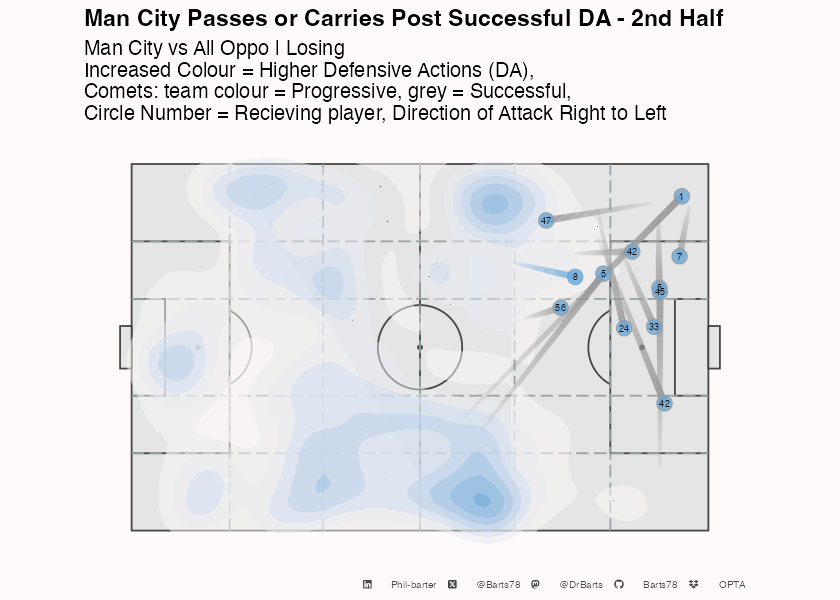 Man City Passes or Carries Post Successful DA - 2nd Half
Man City vs All Oppo | Losing
Increased Colour = Higher Defensive Actions (DA),
Comets: team colour = Progressive, grey = Successful,
Circle Number = Recieving player, Direction of Attack Right to Left
1
47
42
7
8
5
45
56
24
33
42
Phil-barter @Barts78 @DrBarts Barts78 OPTA